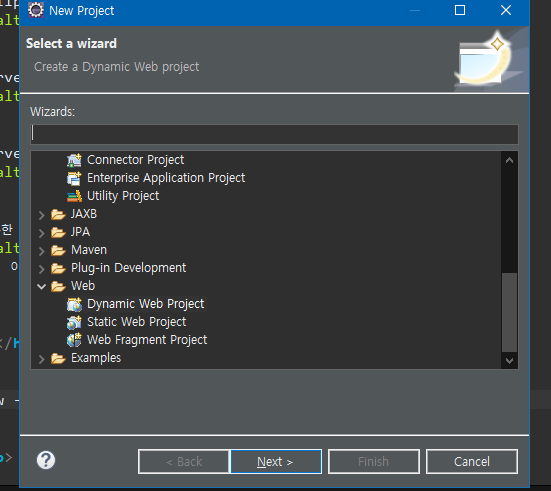 New Project
Select a wizard
Create a Dynamic Web project
Wizards:
Connector Project
Enterprise Application Project
Utility Project
JAXB
JPA
Maven
Plug-in Development
Web
Dynamic Web Project
Static Web Project
Web Fragment Project
Examples
?
< Back
Next >
Finish
Cancel